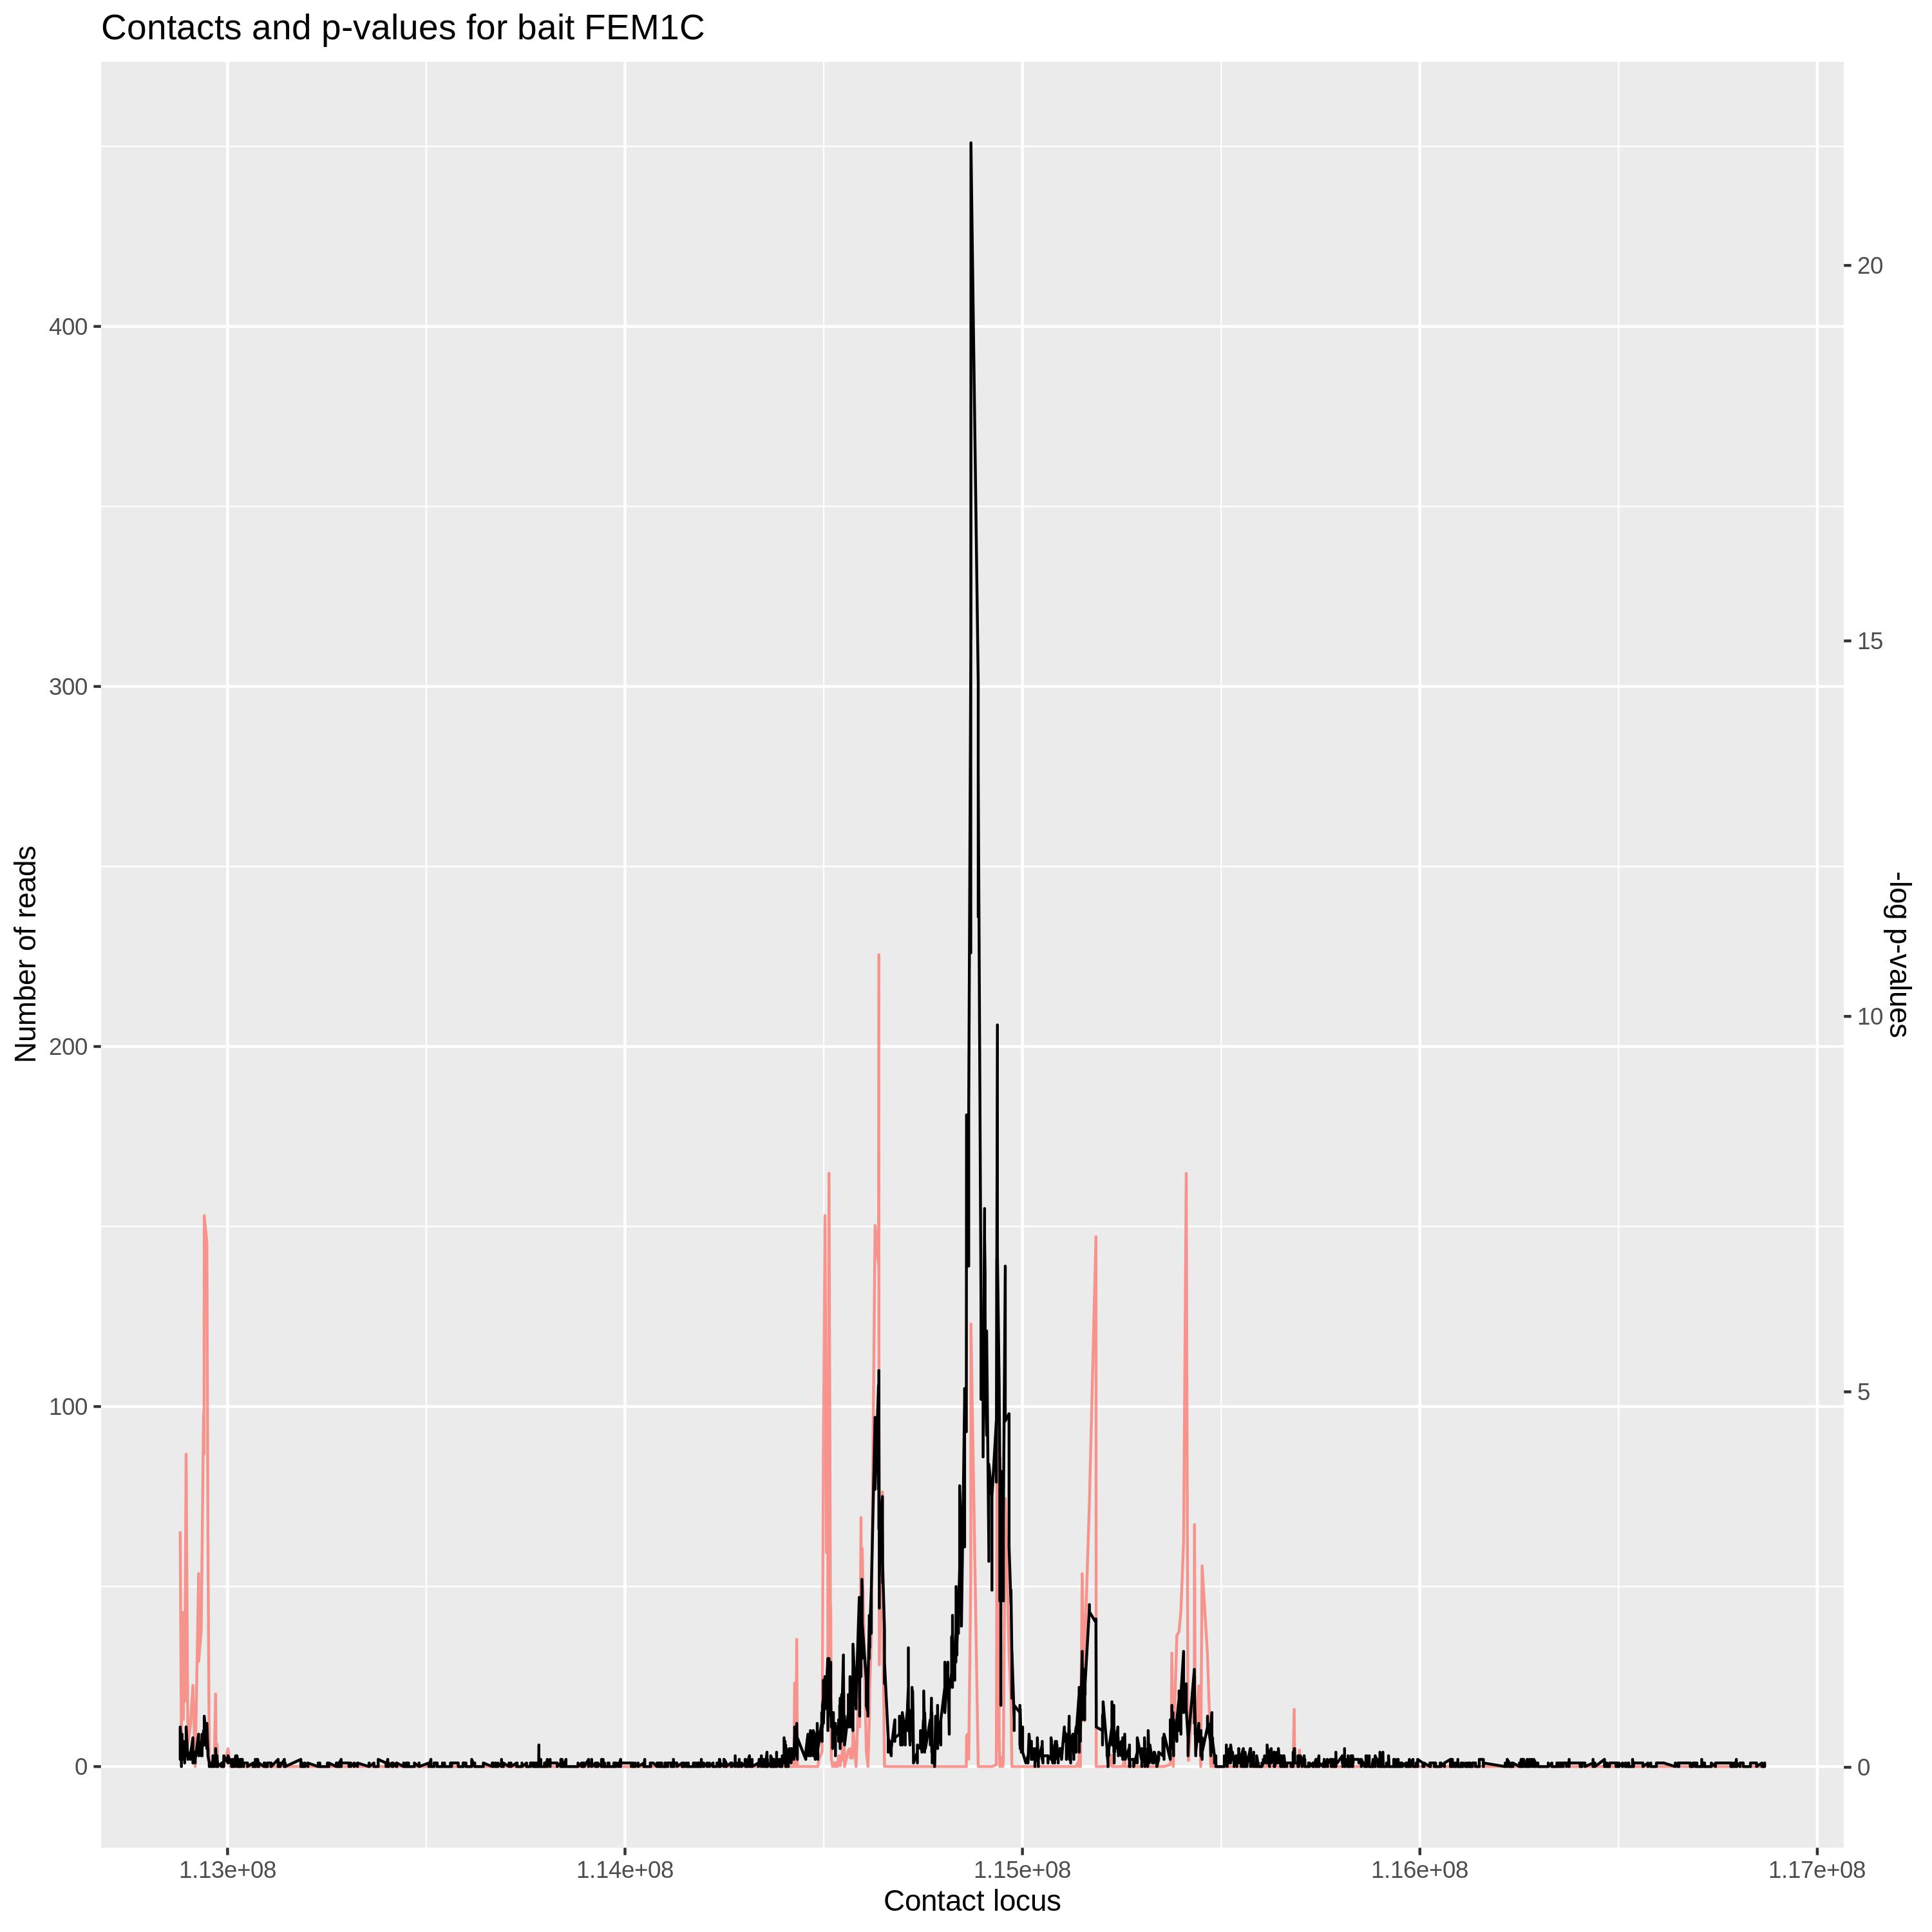 Contacts and p-values for bait FEM1C
400
300
200
100
0
Number of reads
20
15
10
5
0
-log p-values
1.13e+08
1.14e+08
1.15e+08
1.16e+08
1.17e+08
Contact locus